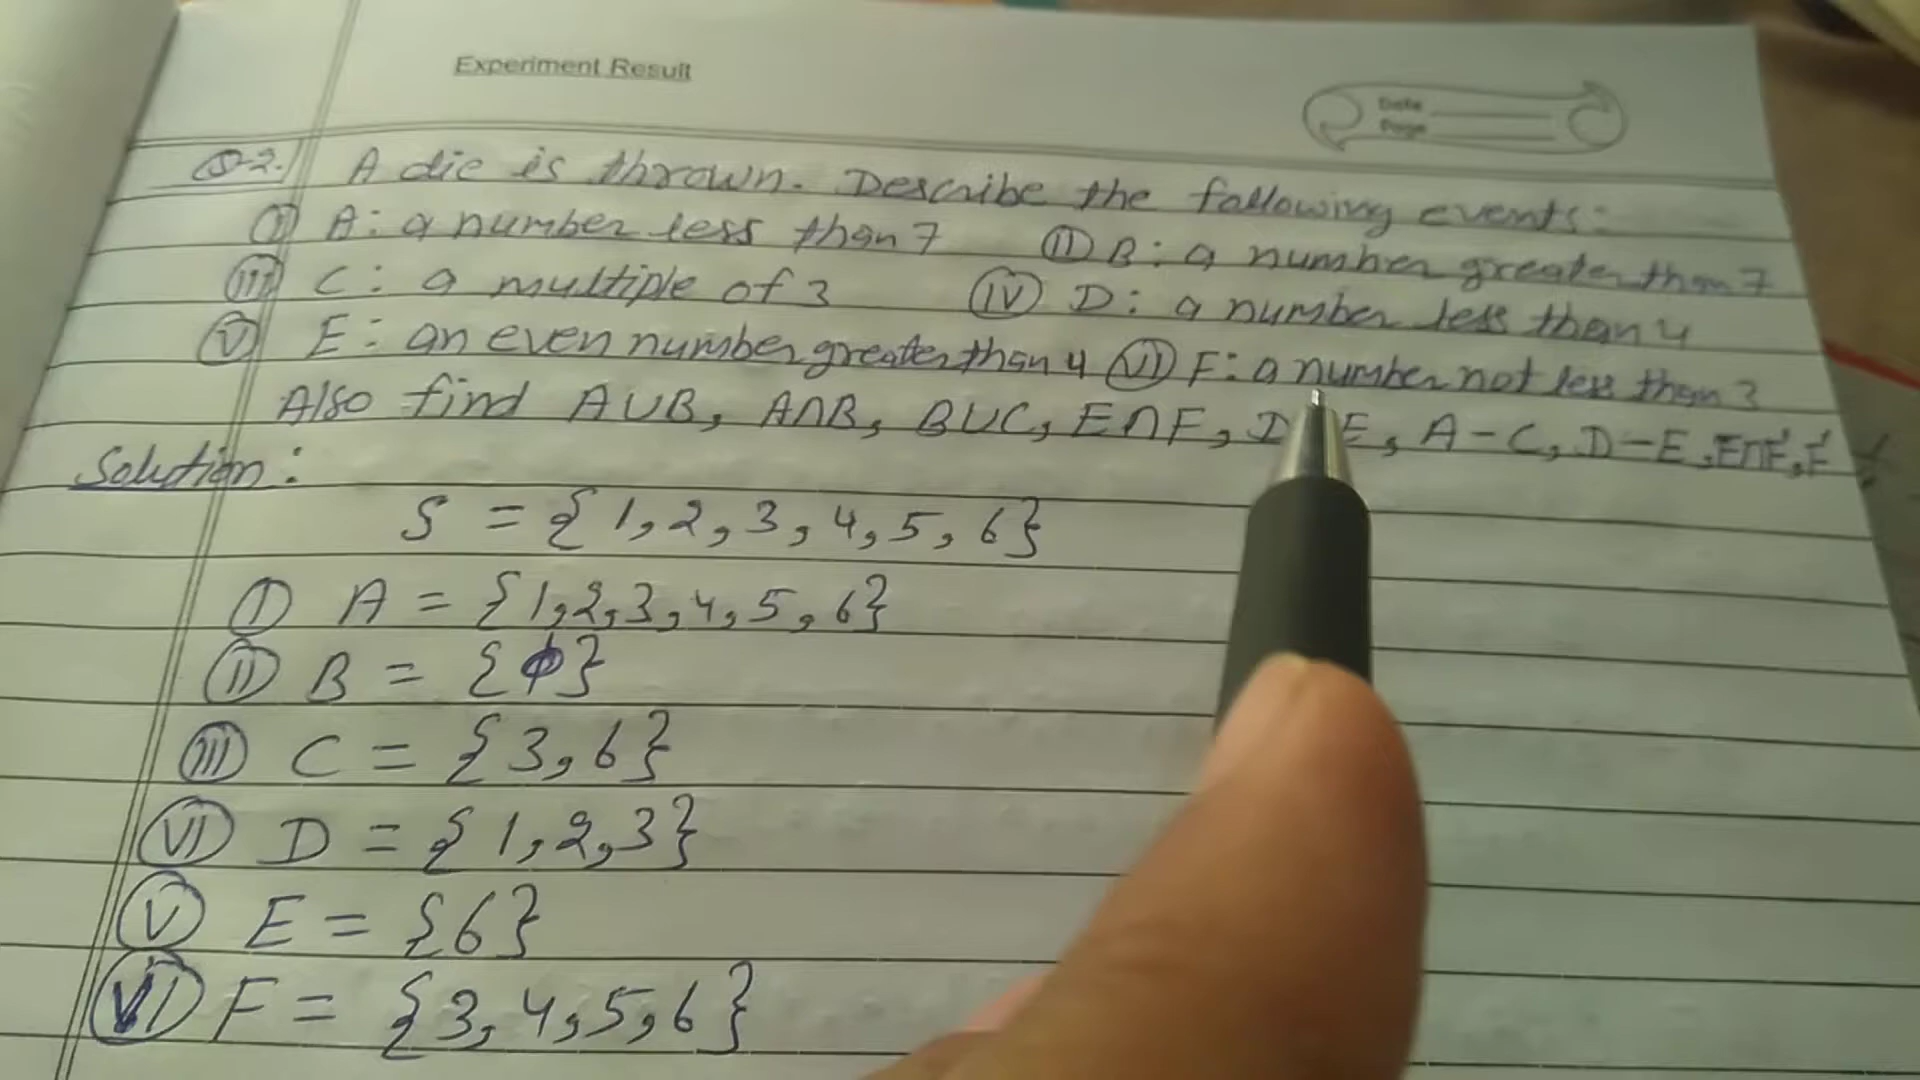 Experiment Result
Date
Page
Q-2. A die is thrown. Describe the following events:
(I) A: a number less than 7 (II) B: a number greater than 7
(III) C: a multiple of 3 (IV) D: a number less than 4
(V) E: an even number greater than 4 (VI) F: a number not less than 3
Also find A∪B, A∩B, B∪C, E∩F, D E, A-C, D-E, E∩F', F'
Solution:
S = {1, 2, 3, 4, 5, 6}
(I) A = {1, 2, 3, 4, 5, 6}
(II) B = {ϕ}
(III) C = {3, 6}
(VI) D = {1, 2, 3}
(V) E = {6}
(VI) F = {3, 4, 5, 6}